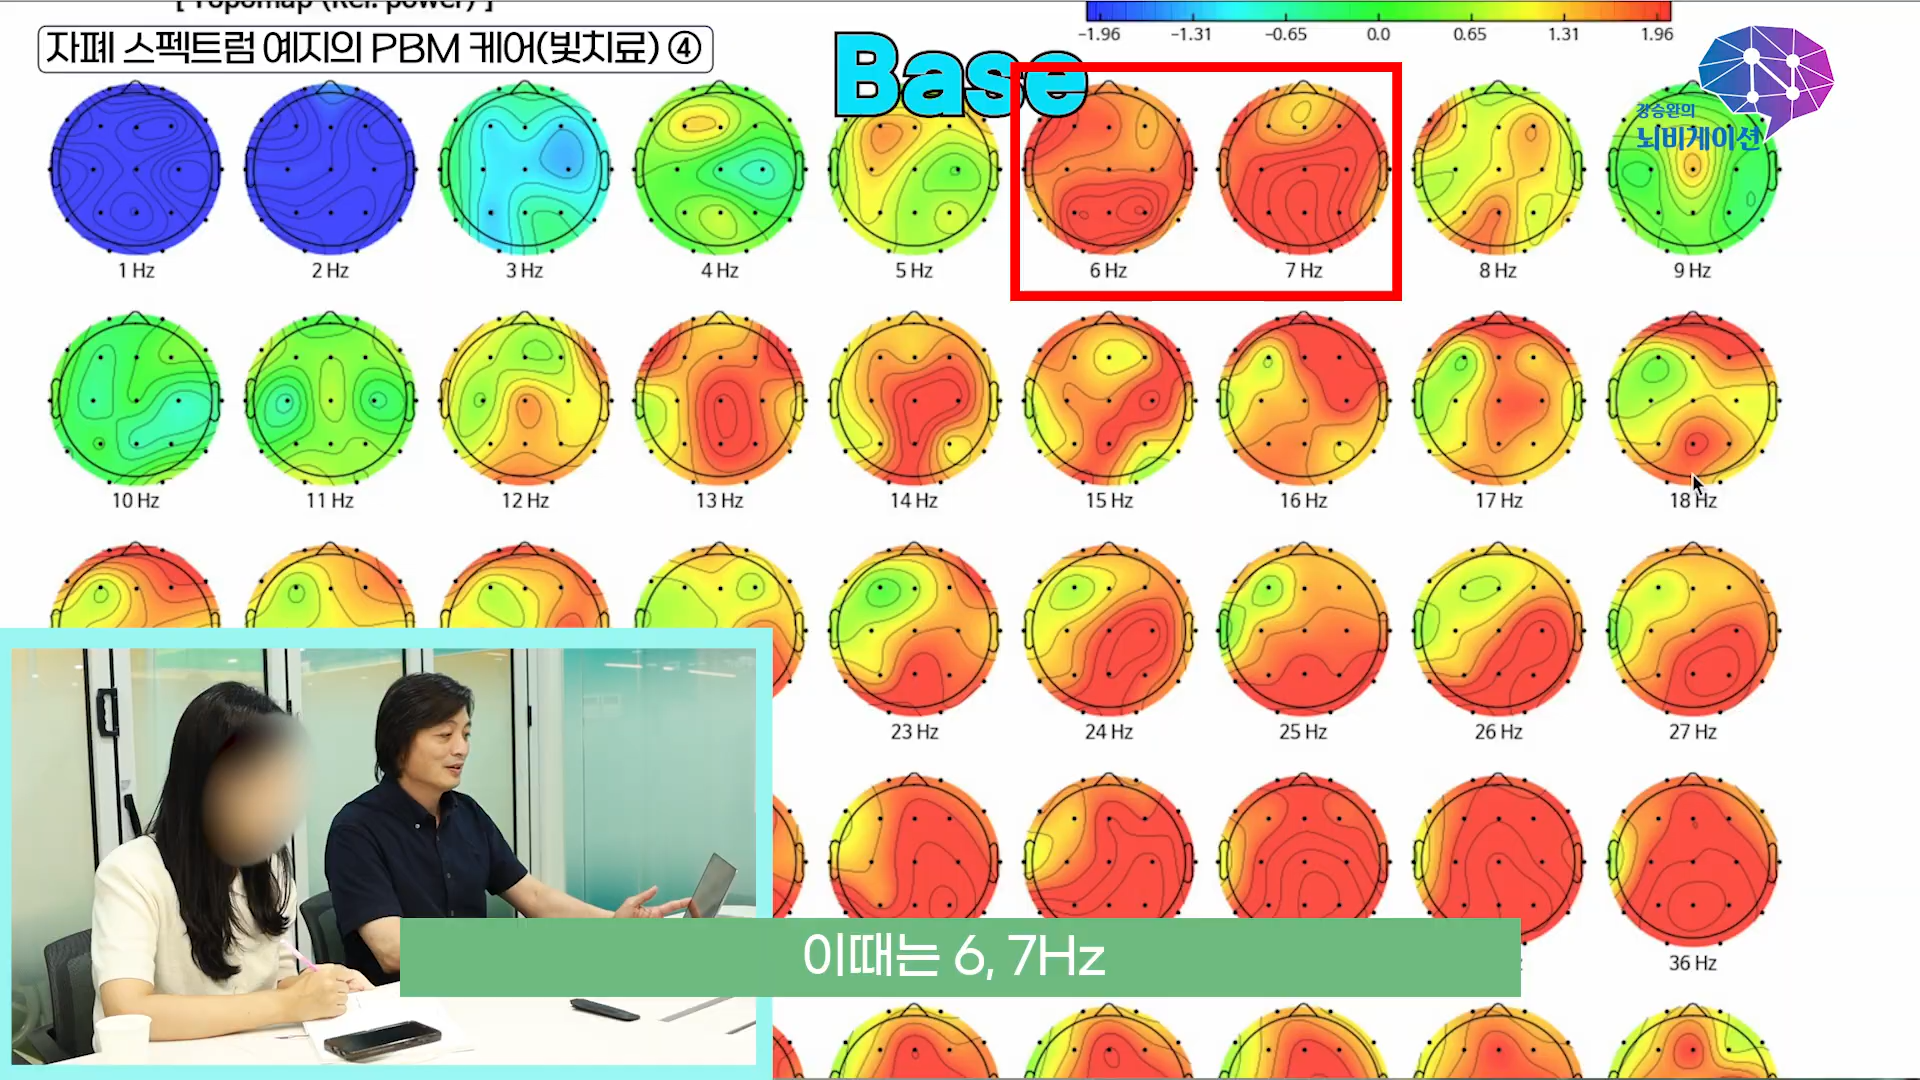 [ Topomap (Rel. power) ]
자폐 스펙트럼 예지의 PBM 케어(빛치료) ④
Base
-1.96 -1.31 -0.65 0.0 0.65 1.31 1.96
강승완의
뇌비게이션
1 Hz 2 Hz 3 Hz 4 Hz 5 Hz 6 Hz 7 Hz 8 Hz 9 Hz
10 Hz 11 Hz 12 Hz 13 Hz 14 Hz 15 Hz 16 Hz 17 Hz 18 Hz
23 Hz 24 Hz 25 Hz 26 Hz 27 Hz
36 Hz
이때는 6, 7Hz